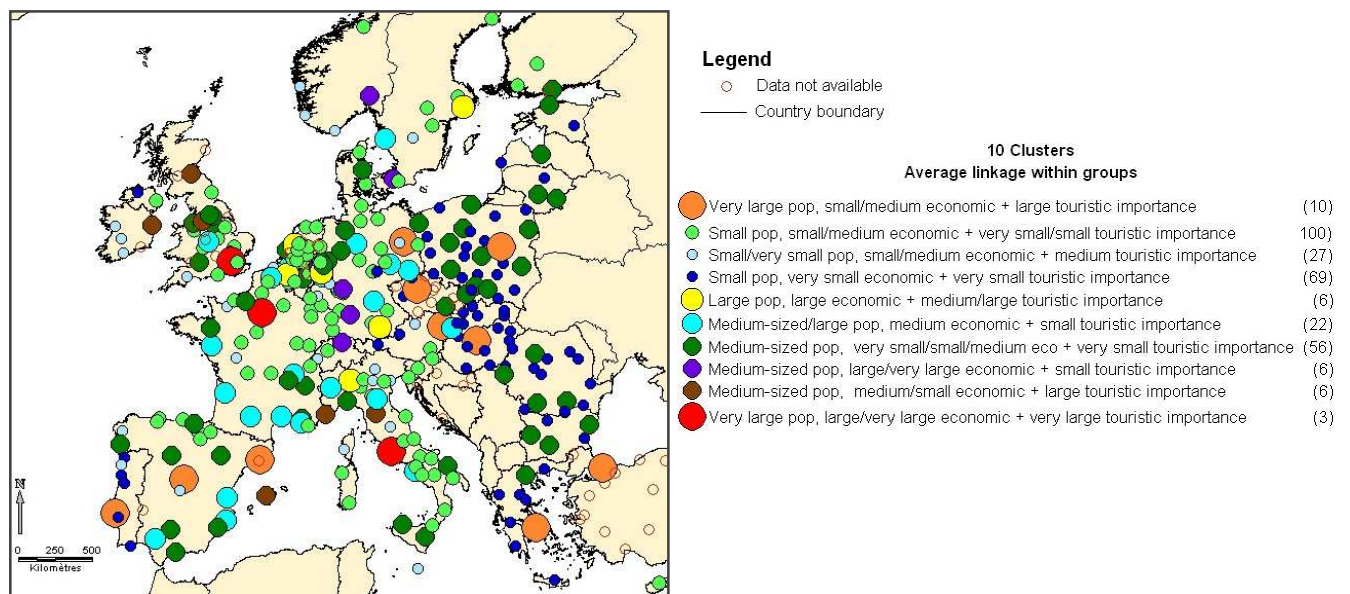 Legend
Data not available
Country boundary
10 Clusters
Average linkage within groups
Very large pop, small/medium economic + large touristic importance (10)
Small pop, small/medium economic + very small/small touristic importance 100)
Small/very small pop, small/medium economic + medium touristic importance (27)
Small pop, very small economic + very small touristic importance (69)
Large pop, large economic + medium/large touristic importance (6)
Medium-sized/large pop, medium economic + small touristic importance (22)
Medium-sized pop, very small/small/medium eco + very small touristic importance (56)
Medium-sized pop, large/very large economic + small touristic importance (6)
Medium-sized pop, medium/small economic + large touristic importance (6)
Very large pop, large/very large economic + very large touristic importance (3)
N
0 250 500
Kilomètres